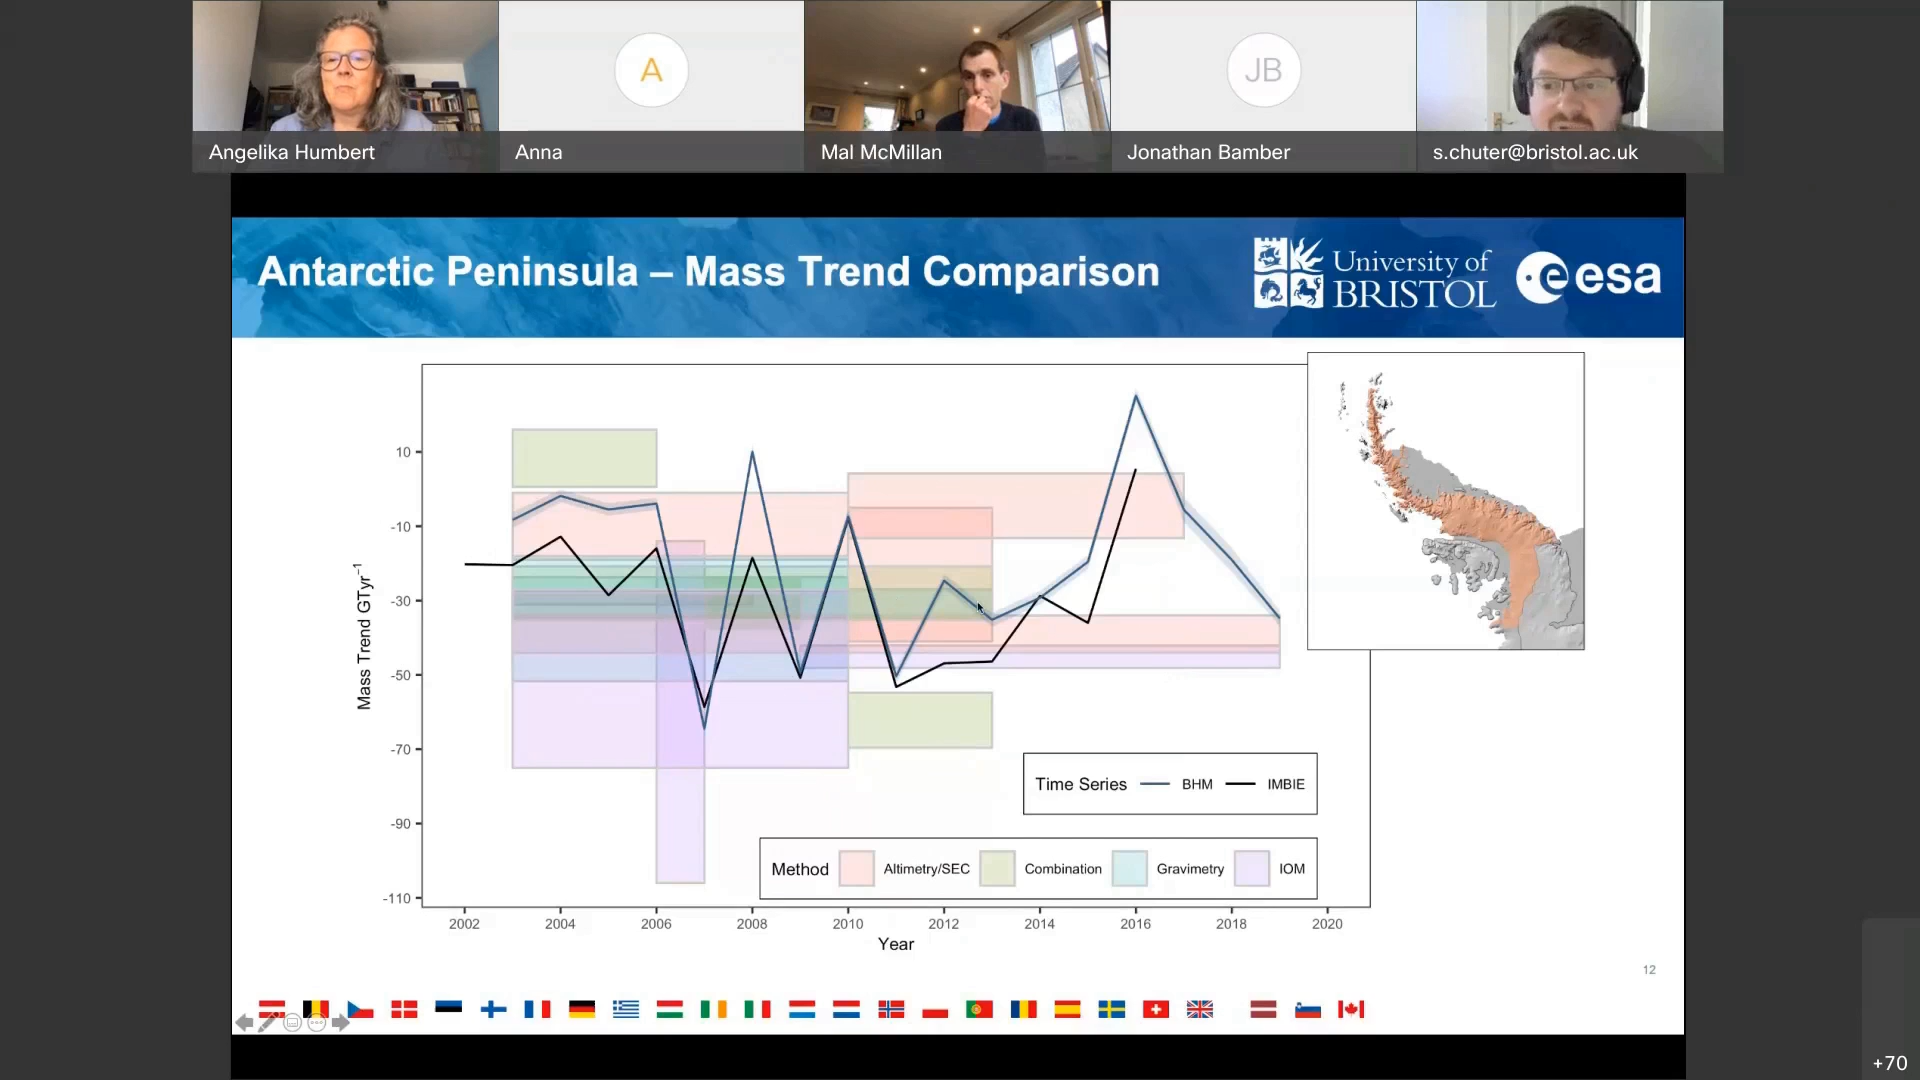 A
JB
Angelika Humbert
Anna
Mal McMillan
Jonathan Bamber
s.chuter@bristol.ac.uk
Antarctic Peninsula – Mass Trend Comparison
University of
BRISTOL
esa
10
-10
-30
-50
-70
-90
-110
Mass Trend GTyr⁻¹
Time Series BHM IMBIE
Method Altimetry/SEC Combination Gravimetry IOM
2002 2004 2006 2008 2010 2012 2014 2016 2018 2020
Year
12
+70